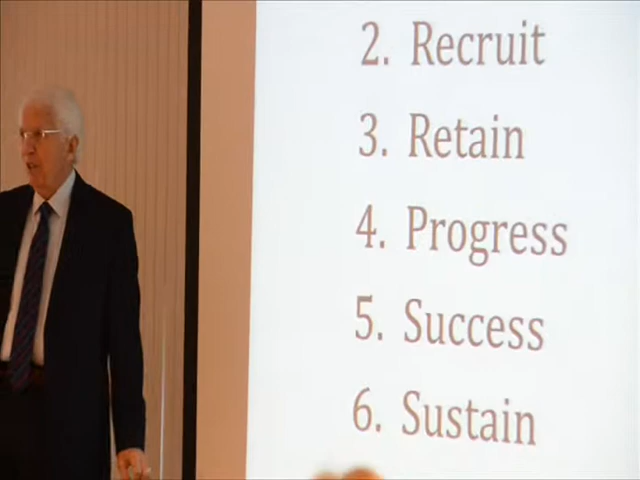 2. Recruit
3. Retain
4. Progress
5. Success
6. Sustain